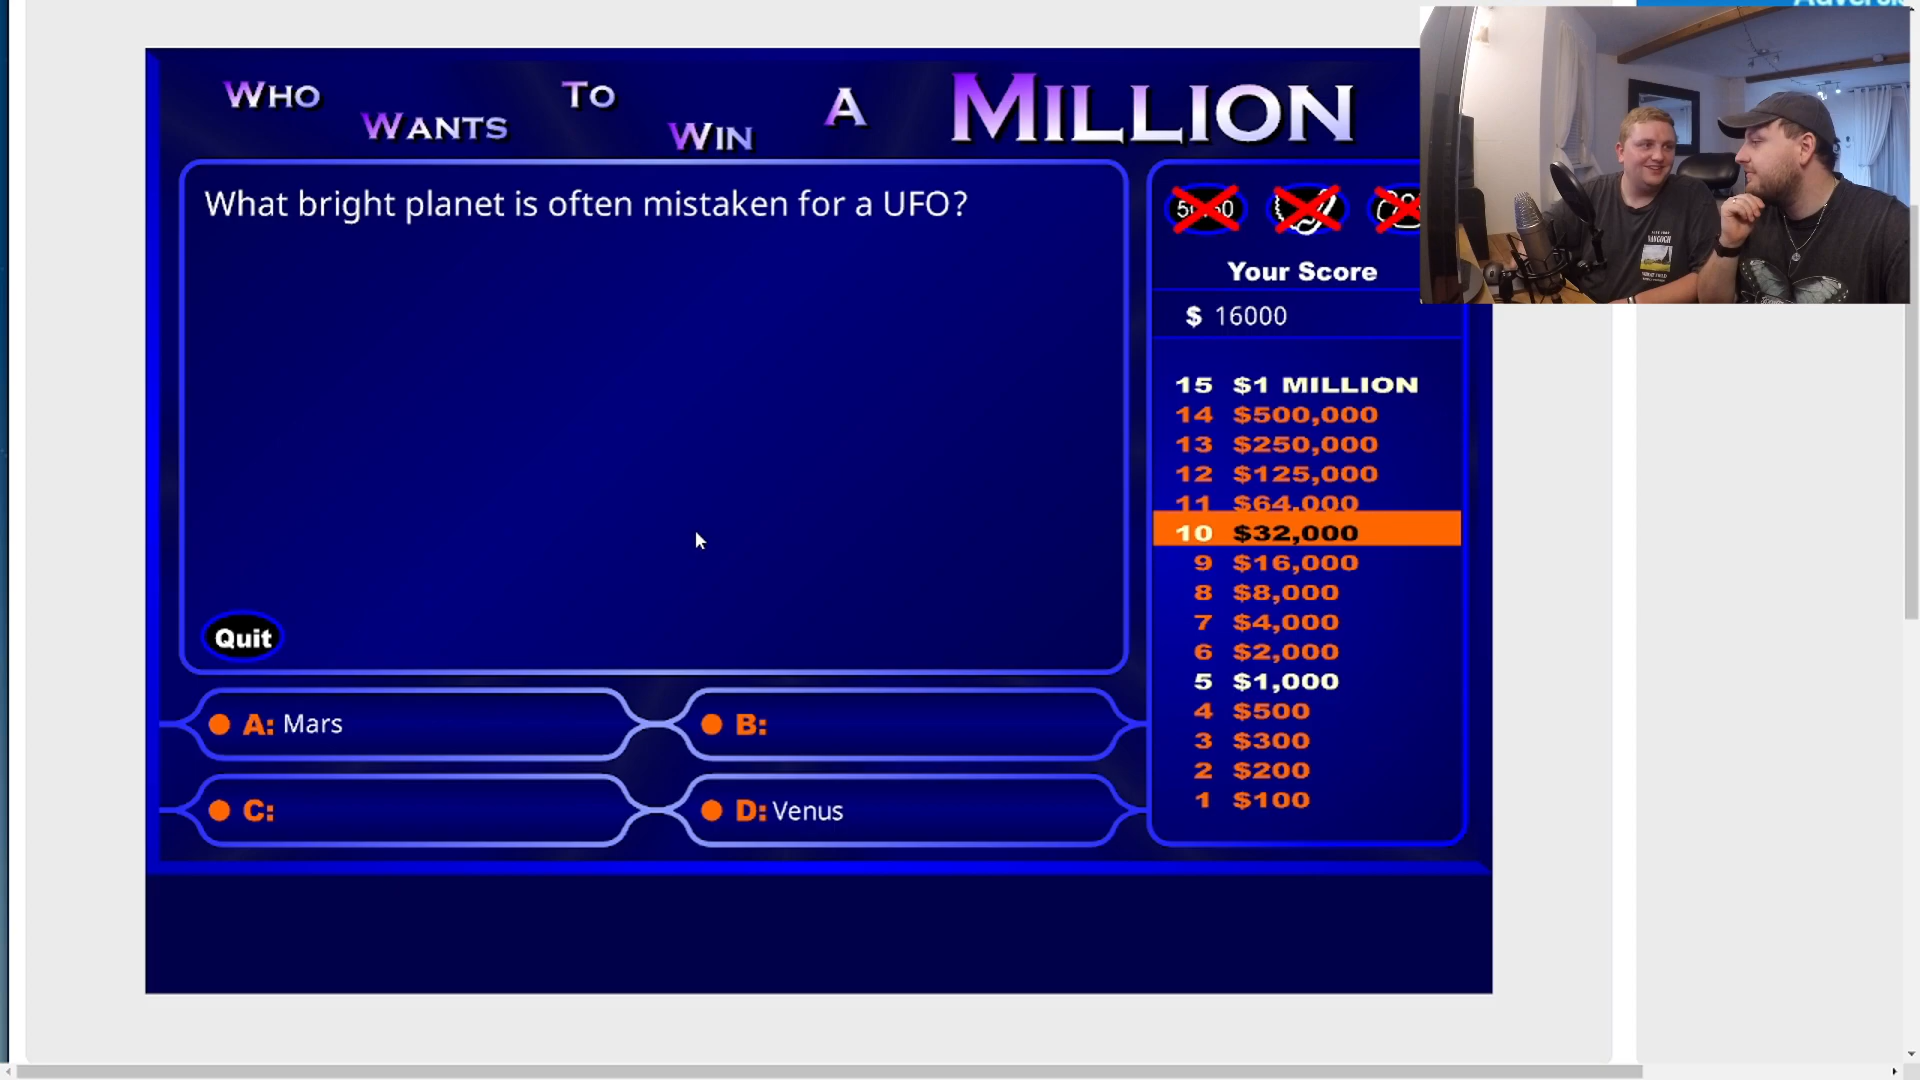 WHO WANTS TO WIN A MILLION
What bright planet is often mistaken for a UFO?
Your Score
$ 16000
15 $1 MILLION
14 $500,000
13 $250,000
12 $125,000
11 $64,000
10 $32,000
9 $16,000
8 $8,000
7 $4,000
6 $2,000
5 $1,000
4 $500
3 $300
2 $200
1 $100
Quit
A: Mars
B:
C:
D: Venus